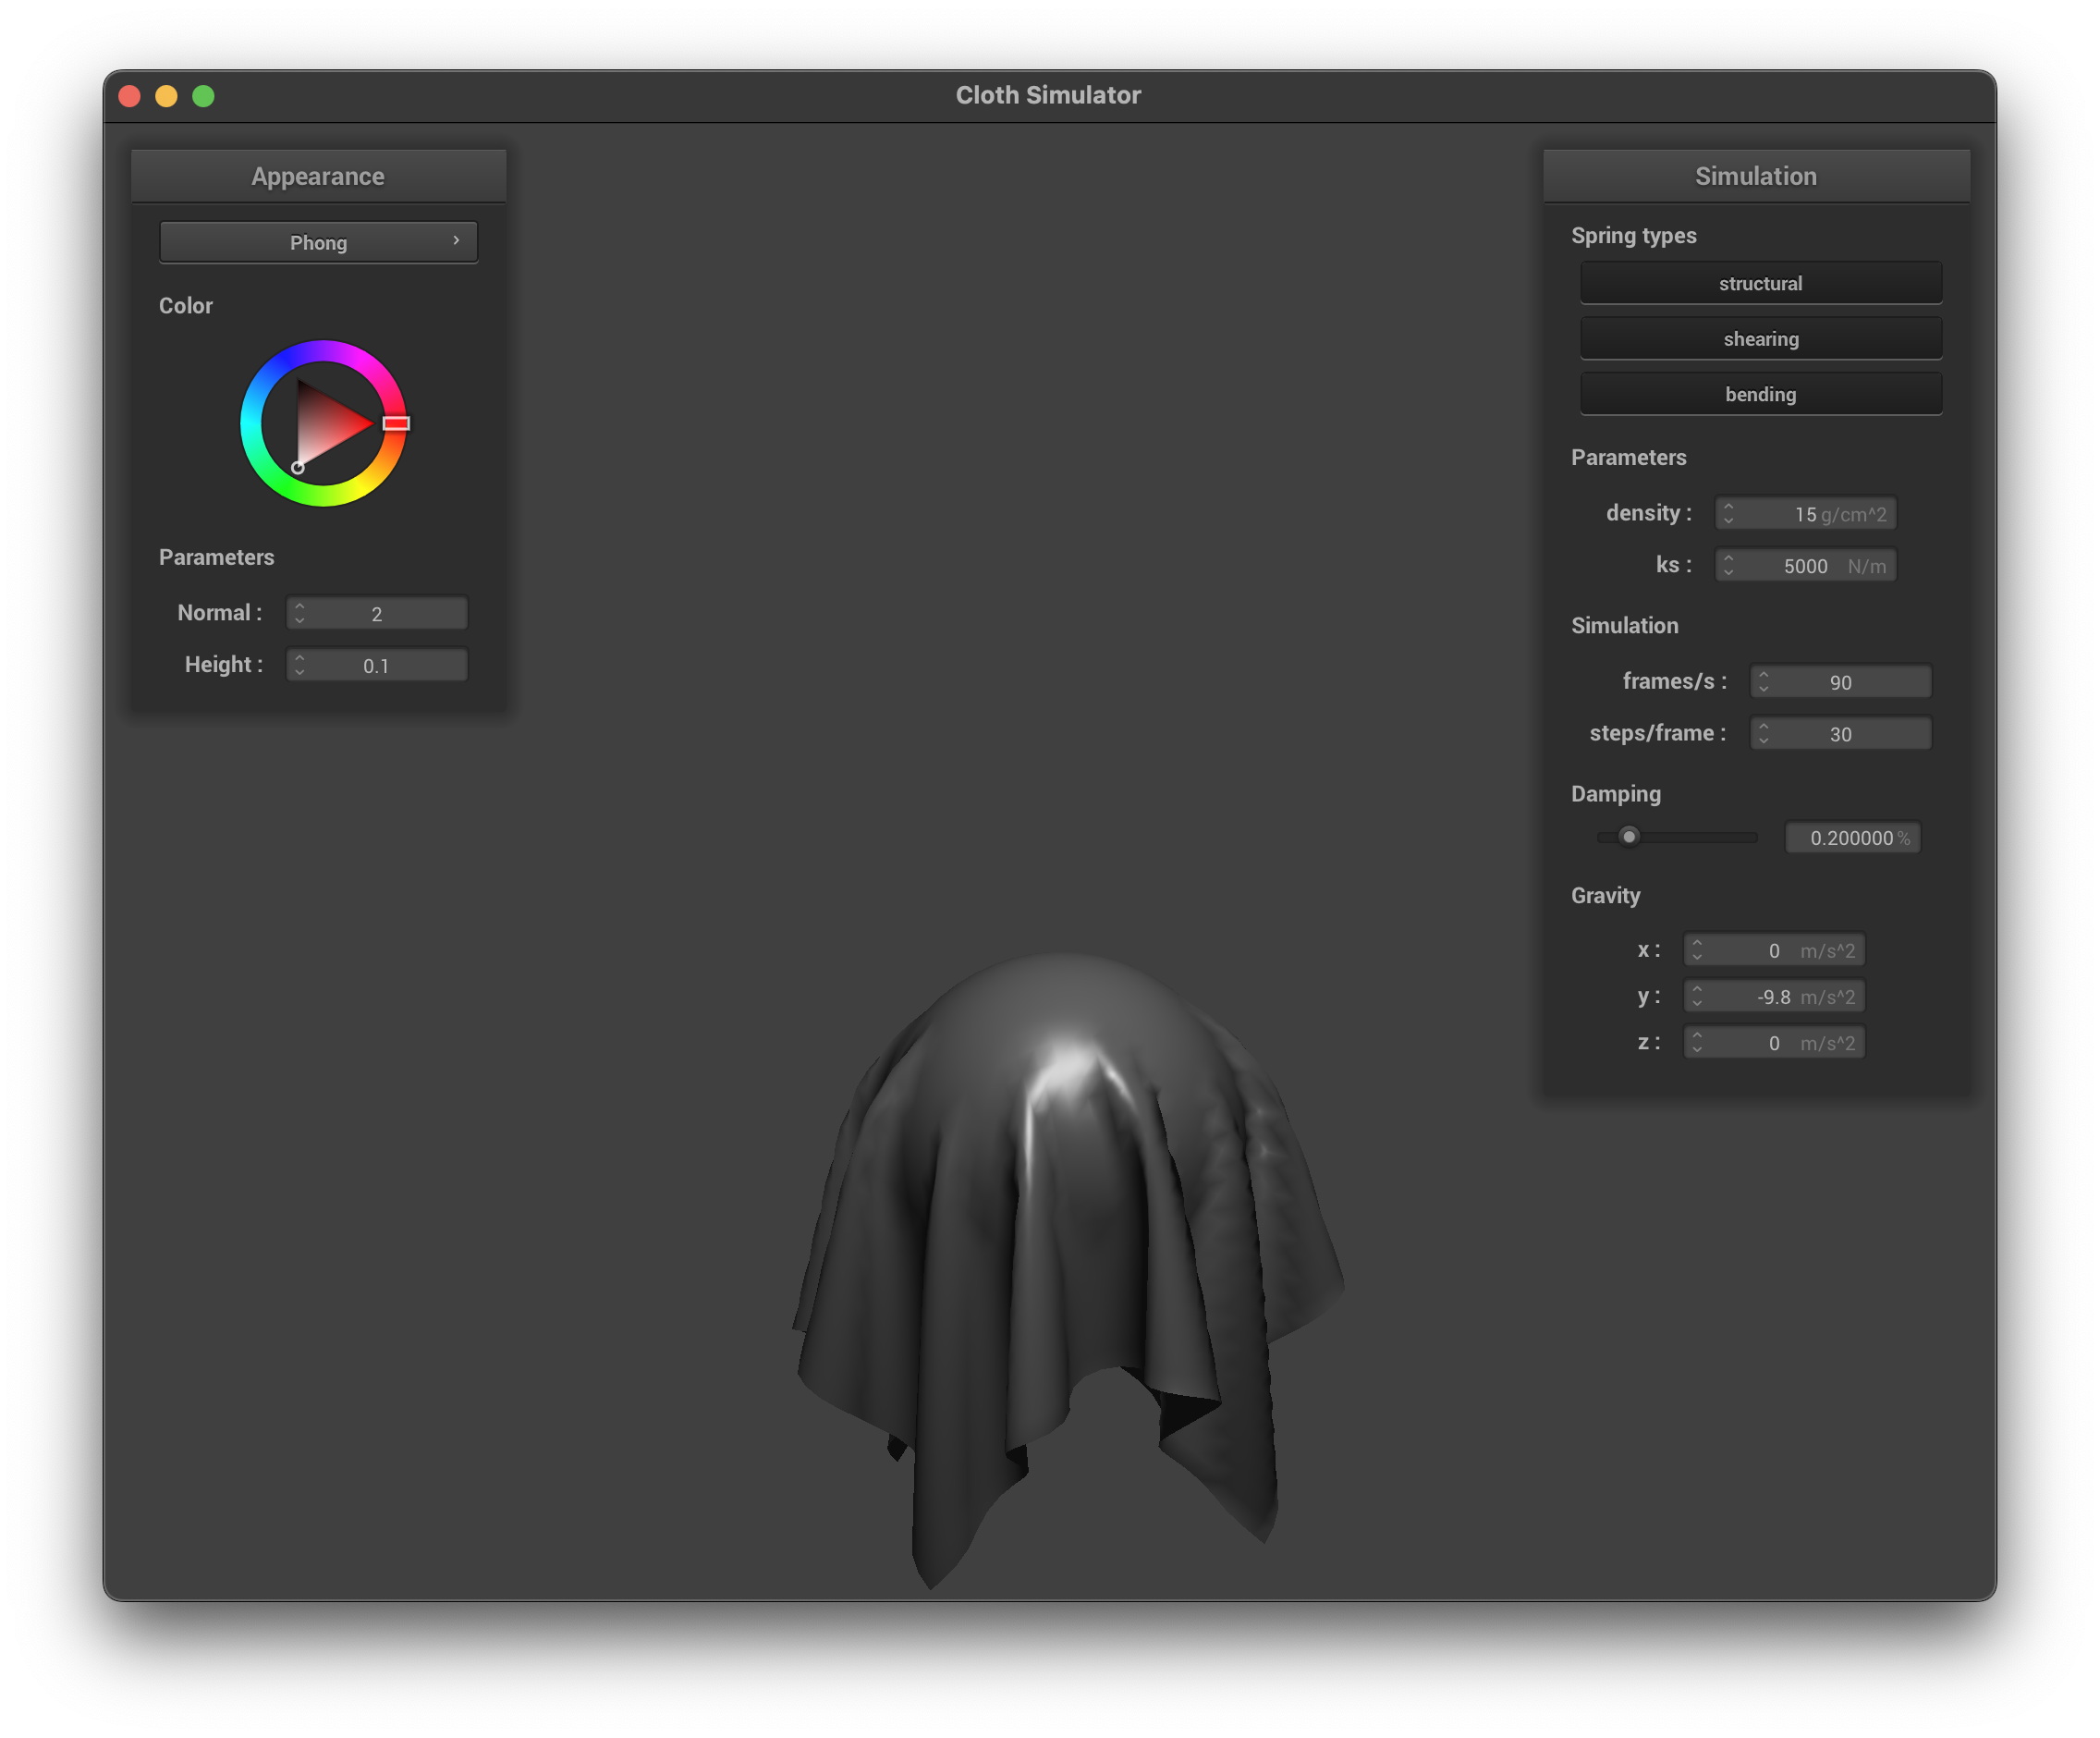 Cloth Simulator
Appearance
Phong
Color
Parameters
Normal : 2
Height : 0.1
Simulation
Spring types
structural
shearing
bending
Parameters
density : 15 g/cm^2
ks : 5000 N/m
Simulation
frames/s : 90
steps/frame : 30
Damping
0.200000 %
Gravity
x : 0 m/s^2
y : -9.8 m/s^2
z : 0 m/s^2